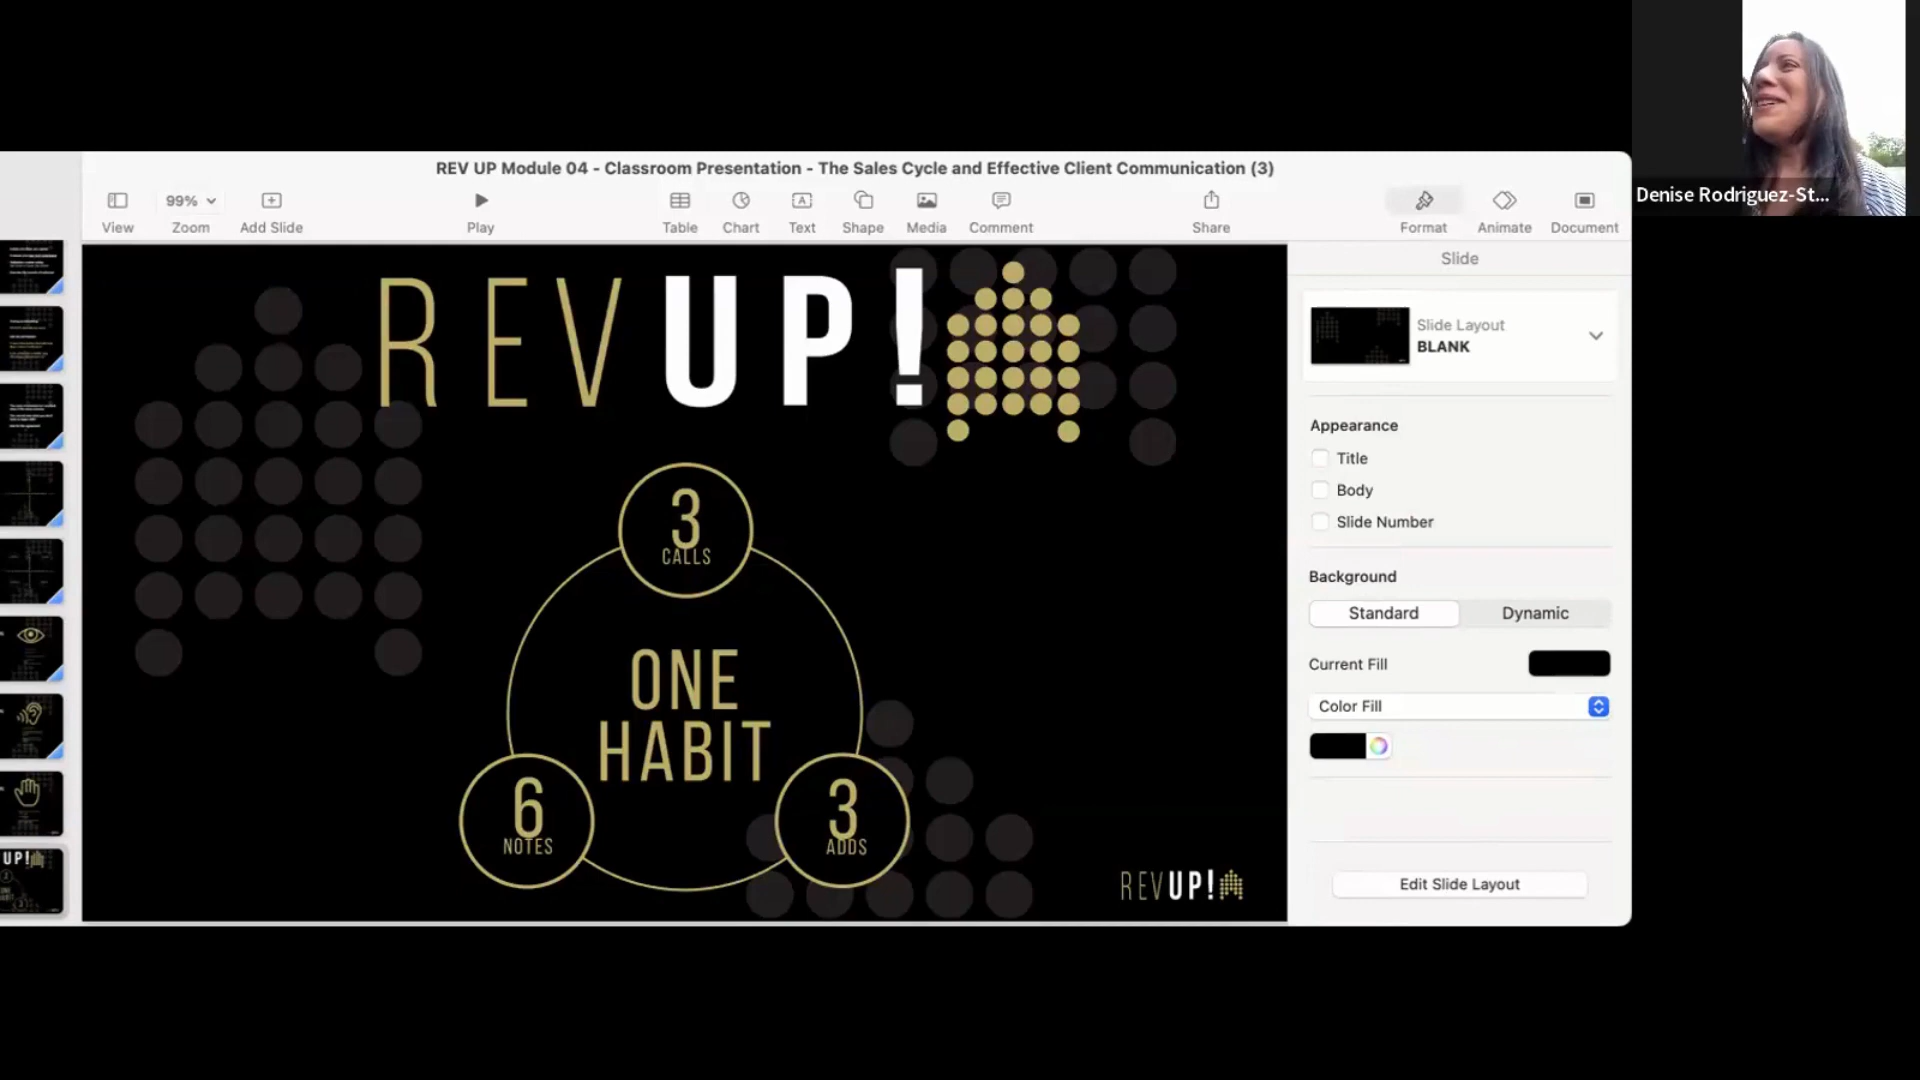 REV UP Module 04 - Classroom Presentation - The Sales Cycle and Effective Client Communication (3)
View
99%
Zoom
Add Slide
Play
Table
Chart
Text
Shape
Media
Comment
Share
Format
Animate
Document
Denise Rodriguez-St...
REVUP!
3
CALLS
ONE
HABIT
6
NOTES
3
ADDS
REVUP!
UP!
ONE
Slide
Slide Layout
BLANK
Appearance
Title
Body
Slide Number
Background
Standard
Dynamic
Current Fill
Color Fill
Edit Slide Layout